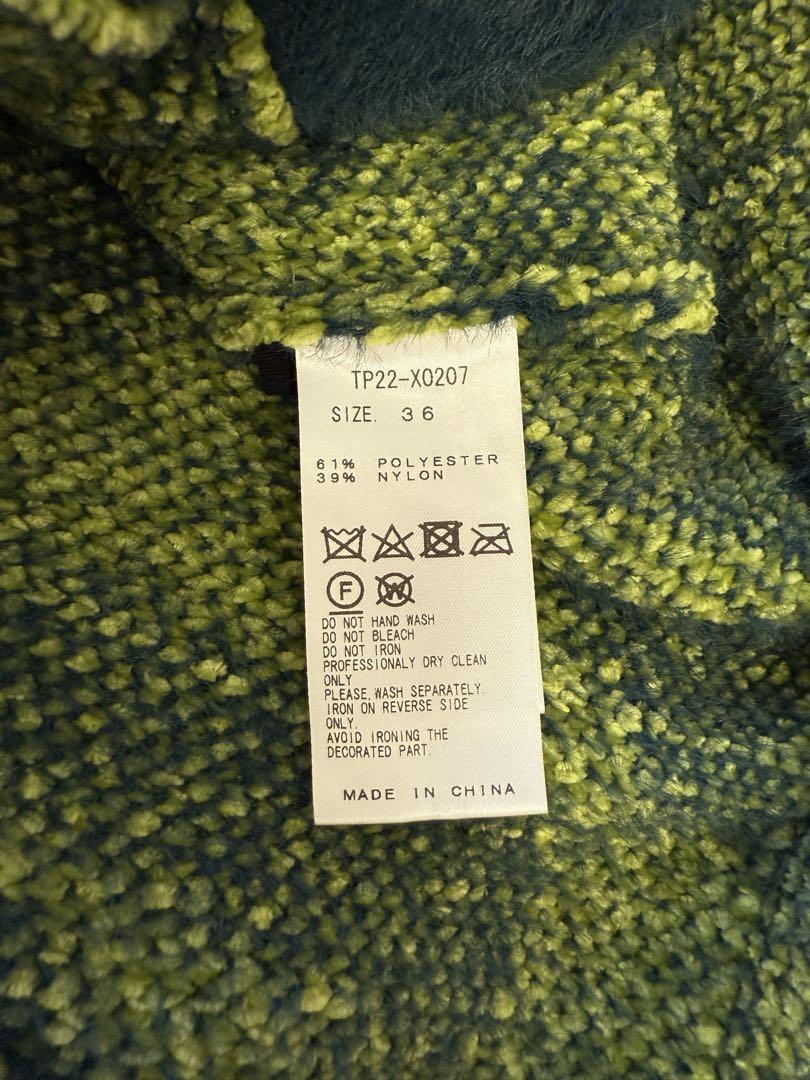 TP22-X0207
SIZE. 36
61% POLYESTER
39% NYLON
F W
DO NOT HAND WASH
DO NOT BLEACH
DO NOT IRON
PROFESSIONALY DRY CLEAN
ONLY
PLEASE,WASH SEPARATELY.
IRON ON REVERSE SIDE
ONLY.
AVOID IRONING THE
DECORATED PART.
MADE IN CHINA